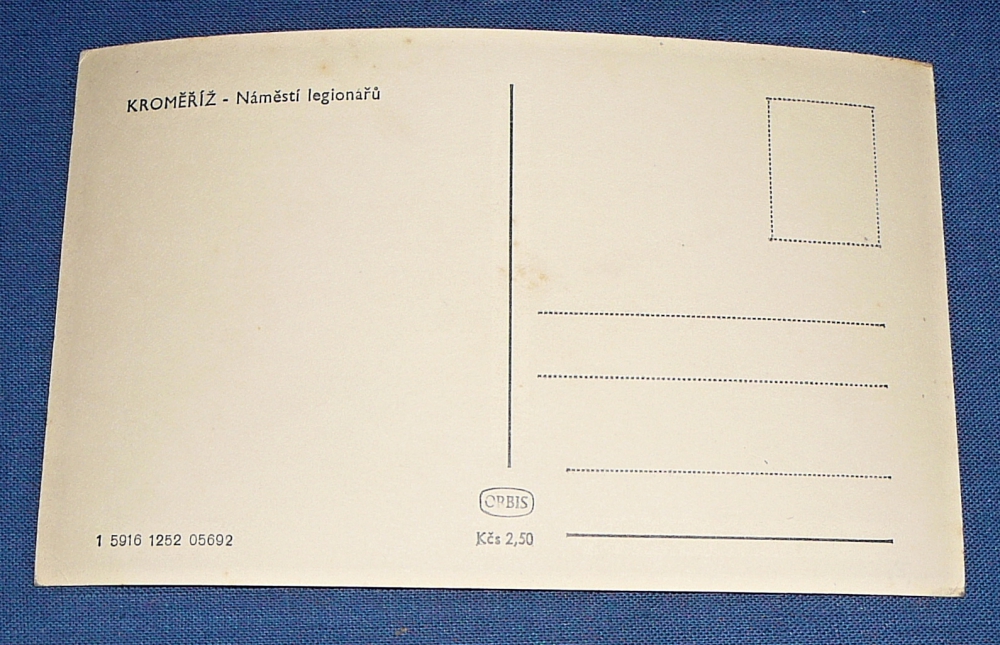 KROMĚŘÍŽ - Náměstí legionářů
ORBIS
1 5916 1252 05692
Kčs 2,50